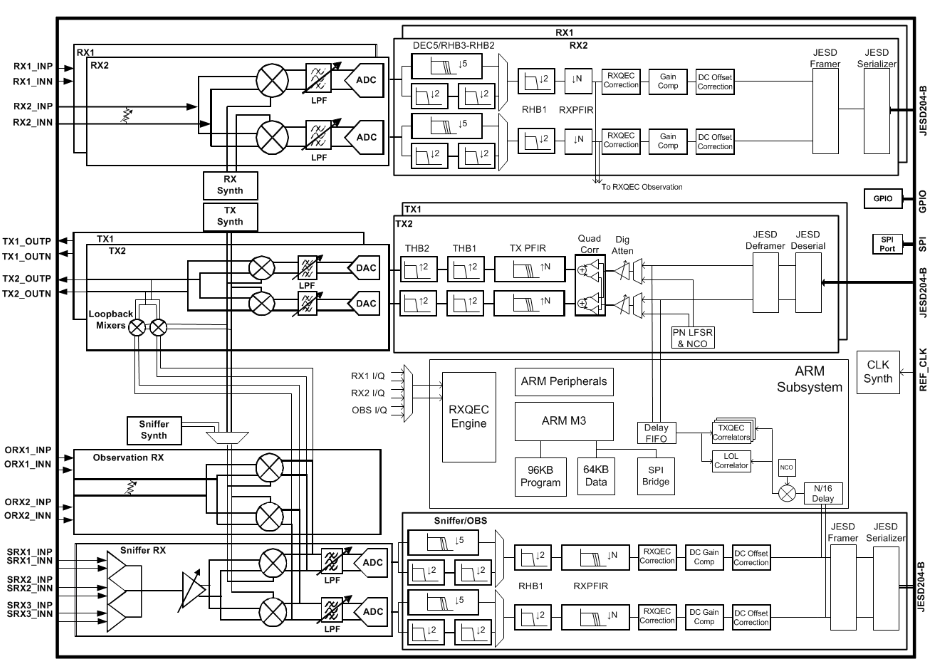 RX1
RX2
DEC5/RHB3-RHB2
JESD Framer
JESD Serializer
RX1
RX2
RX1_INP
RX1_INN
RX2_INP
RX2_INN
LPF
ADC
LPF
ADC
↓5
↓2
↓2
↓5
↓2
↓2
↓2
↓N
RXQEC Correction
Gain Comp
DC Offset Correction
RHB1
RXPFIR
↓2
↓N
RXQEC Correction
Gain Comp
DC Offset Correction
JESD204-B
To RXQEC Observation
RX Synth
TX Synth
GPIO
GPIO
SPI Port
SPI
TX1
TX2
TX1
TX2
TX1_OUTP
TX1_OUTN
TX2_OUTP
TX2_OUTN
LPF
DAC
LPF
DAC
Loopback Mixers
THB2
THB1
TX PFIR
Quad Corr
Dig Atten
JESD Deframer
JESD Deserial
↑2
↑2
↑N
↑2
↑2
↑N
PN LFSR & NCO
JESD204-B
CLK Synth
REF_CLK
ARM Subsystem
RX1 I/Q
RX2 I/Q
OBS I/Q
RXQEC Engine
ARM Peripherals
ARM M3
96KB Program
64KB Data
SPI Bridge
Delay FIFO
TXQEC Correlators
LOL Correlator
NCO
N/16 Delay
Sniffer Synth
Observation RX
ORX1_INP
ORX1_INN
ORX2_INP
ORX2_INN
Sniffer RX
SRX1_INP
SRX1_INN
SRX2_INP
SRX2_INN
SRX3_INP
SRX3_INN
LPF
ADC
LPF
ADC
Sniffer/OBS
JESD Framer
JESD Serializer
↓5
↓2
↓2
↓5
↓2
↓2
↓2
↓N
RXQEC Correction
DC Gain Comp
DC Offset Correction
RHB1
RXPFIR
↓2
↓N
RXQEC Correction
DC Gain Comp
DC Offset Correction
JESD204-B